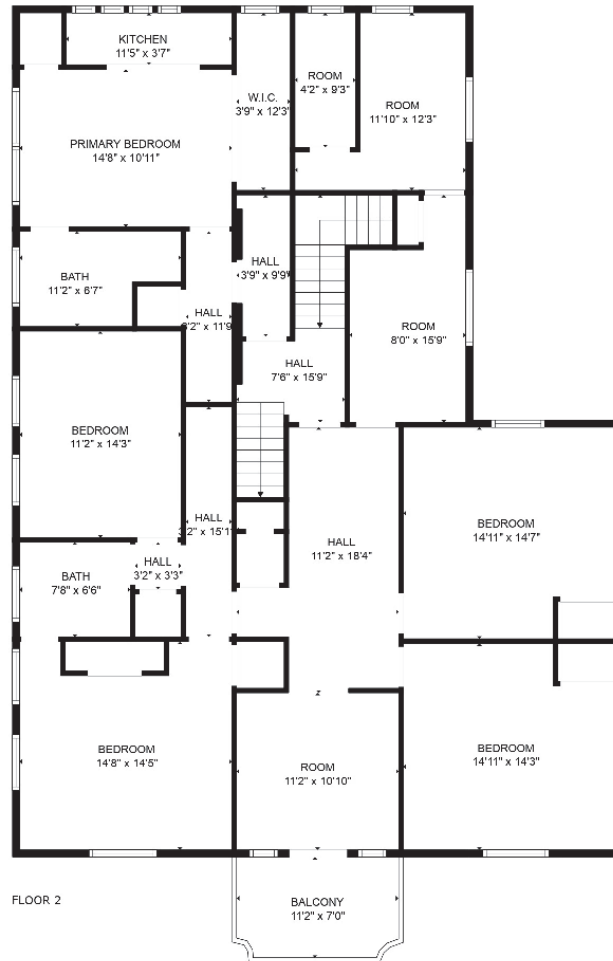 KITCHEN
11'5" x 3'7"
ROOM
4'2" x 9'3"
W.I.C.
3'9" x 12'3"
ROOM
11'10" x 12'3"
PRIMARY BEDROOM
14'8" x 10'11"
HALL
3'9" x 9'9"
BATH
11'2" x 6'7"
HALL
x 11'9
ROOM
8'0" x 15'9"
HALL
7'6" x 15'9"
BEDROOM
11'2" x 14'3"
HALL
x 15'1
BEDROOM
14'11" x 14'7"
HALL
11'2" x 18'4"
HALL
3'2" x 3'3"
BATH
7'8" x 6'6"
BEDROOM
14'8" x 14'5"
BEDROOM
14'11" x 14'3"
ROOM
11'2" x 10'10"
FLOOR 2
BALCONY
11'2" x 7'0"